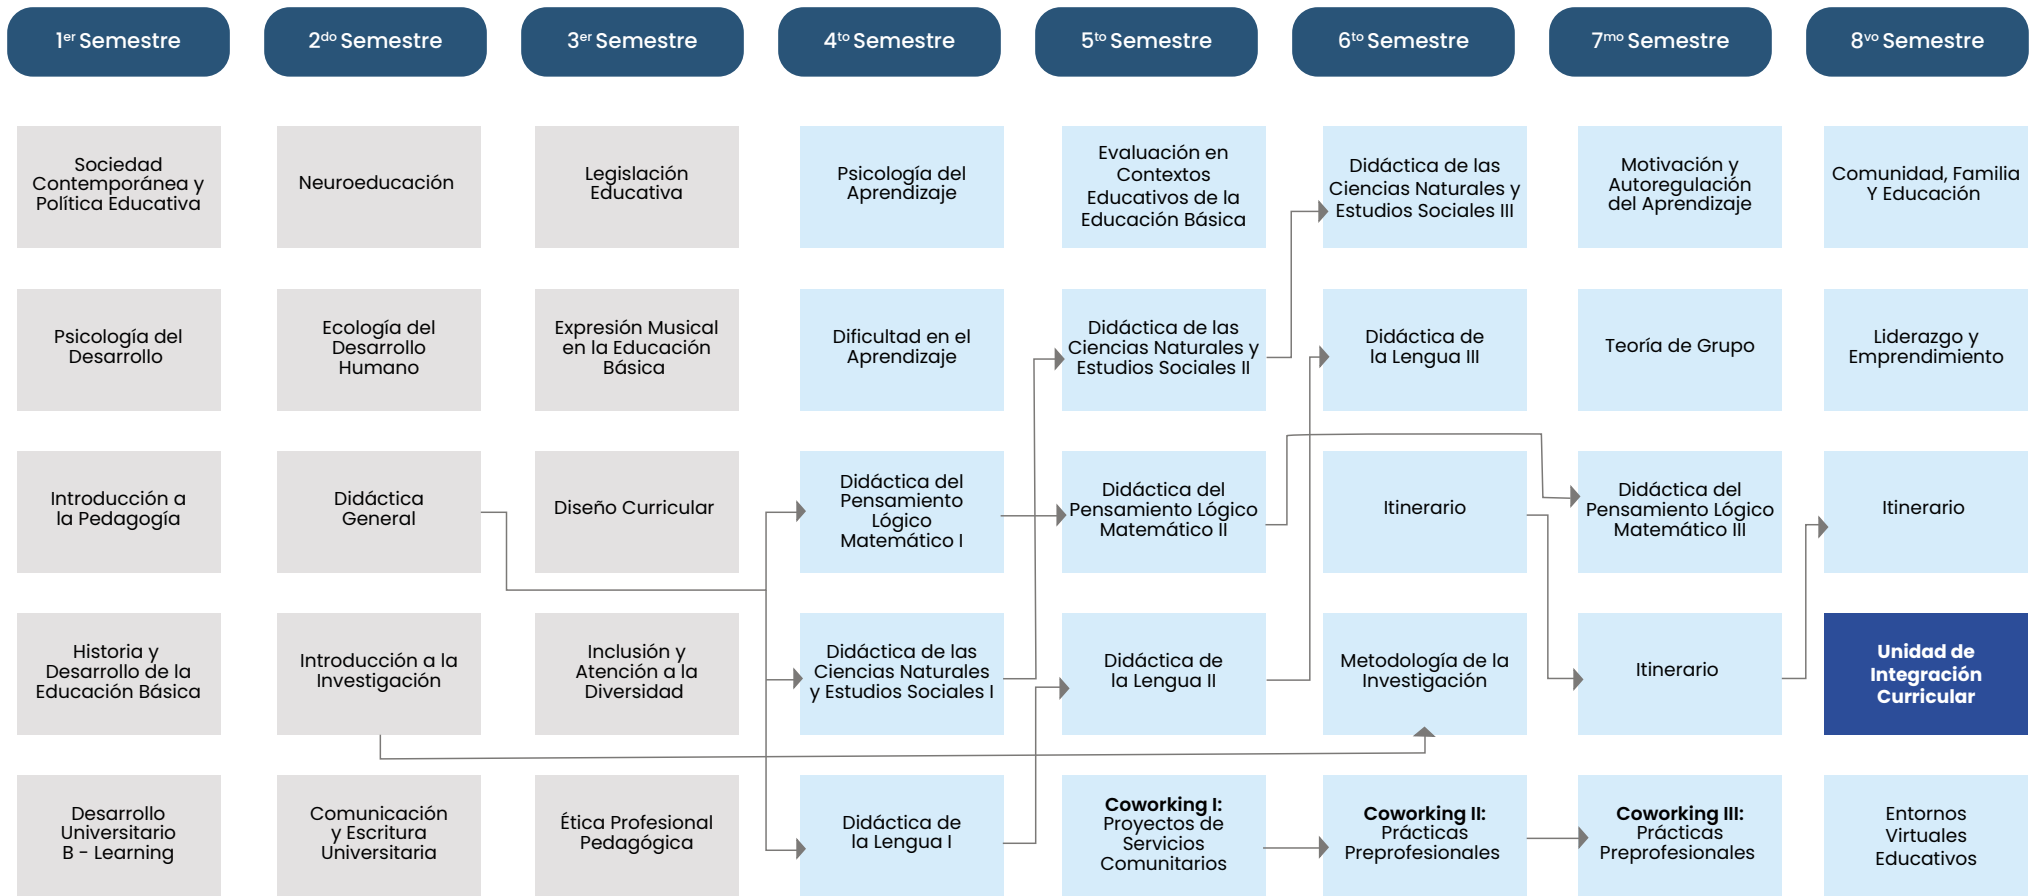 1er Semestre
2do Semestre
3er Semestre
4to Semestre
5to Semestre
6to Semestre
7mo Semestre
8vo Semestre
Sociedad
Contemporánea y
Política Educativa
Neuroeducación
Legislación
Educativa
Psicología del
Aprendizaje
Evaluación en
Contextos
Educativos de la
Educación Básica
Didáctica de las
Ciencias Naturales y
Estudios Sociales III
Motivación y
Autoregulación
del Aprendizaje
Comunidad, Familia
Y Educación
Psicología del
Desarrollo
Ecología del
Desarrollo
Humano
Expresión Musical
en la Educación
Básica
Dificultad en el
Aprendizaje
Didáctica de las
Ciencias Naturales y
Estudios Sociales II
Didáctica de
la Lengua III
Teoría de Grupo
Liderazgo y
Emprendimiento
Introducción a
la Pedagogía
Didáctica
General
Diseño Curricular
Didáctica del
Pensamiento
Lógico
Matemático I
Didáctica del
Pensamiento Lógico
Matemático II
Itinerario
Didáctica del
Pensamiento Lógico
Matemático III
Itinerario
Historia y
Desarrollo de la
Educación Básica
Introducción a la
Investigación
Inclusión y
Atención a la
Diversidad
Didáctica de las
Ciencias Naturales
y Estudios Sociales I
Didáctica de
la Lengua II
Metodología de la
Investigación
Itinerario
Unidad de
Integración
Curricular
Desarrollo
Universitario
B - Learning
Comunicación
y Escritura
Universitaria
Ética Profesional
Pedagógica
Didáctica de
la Lengua I
Coworking I:
Proyectos de
Servicios
Comunitarios
Coworking II:
Prácticas
Preprofesionales
Coworking III:
Prácticas
Preprofesionales
Entornos
Virtuales
Educativos